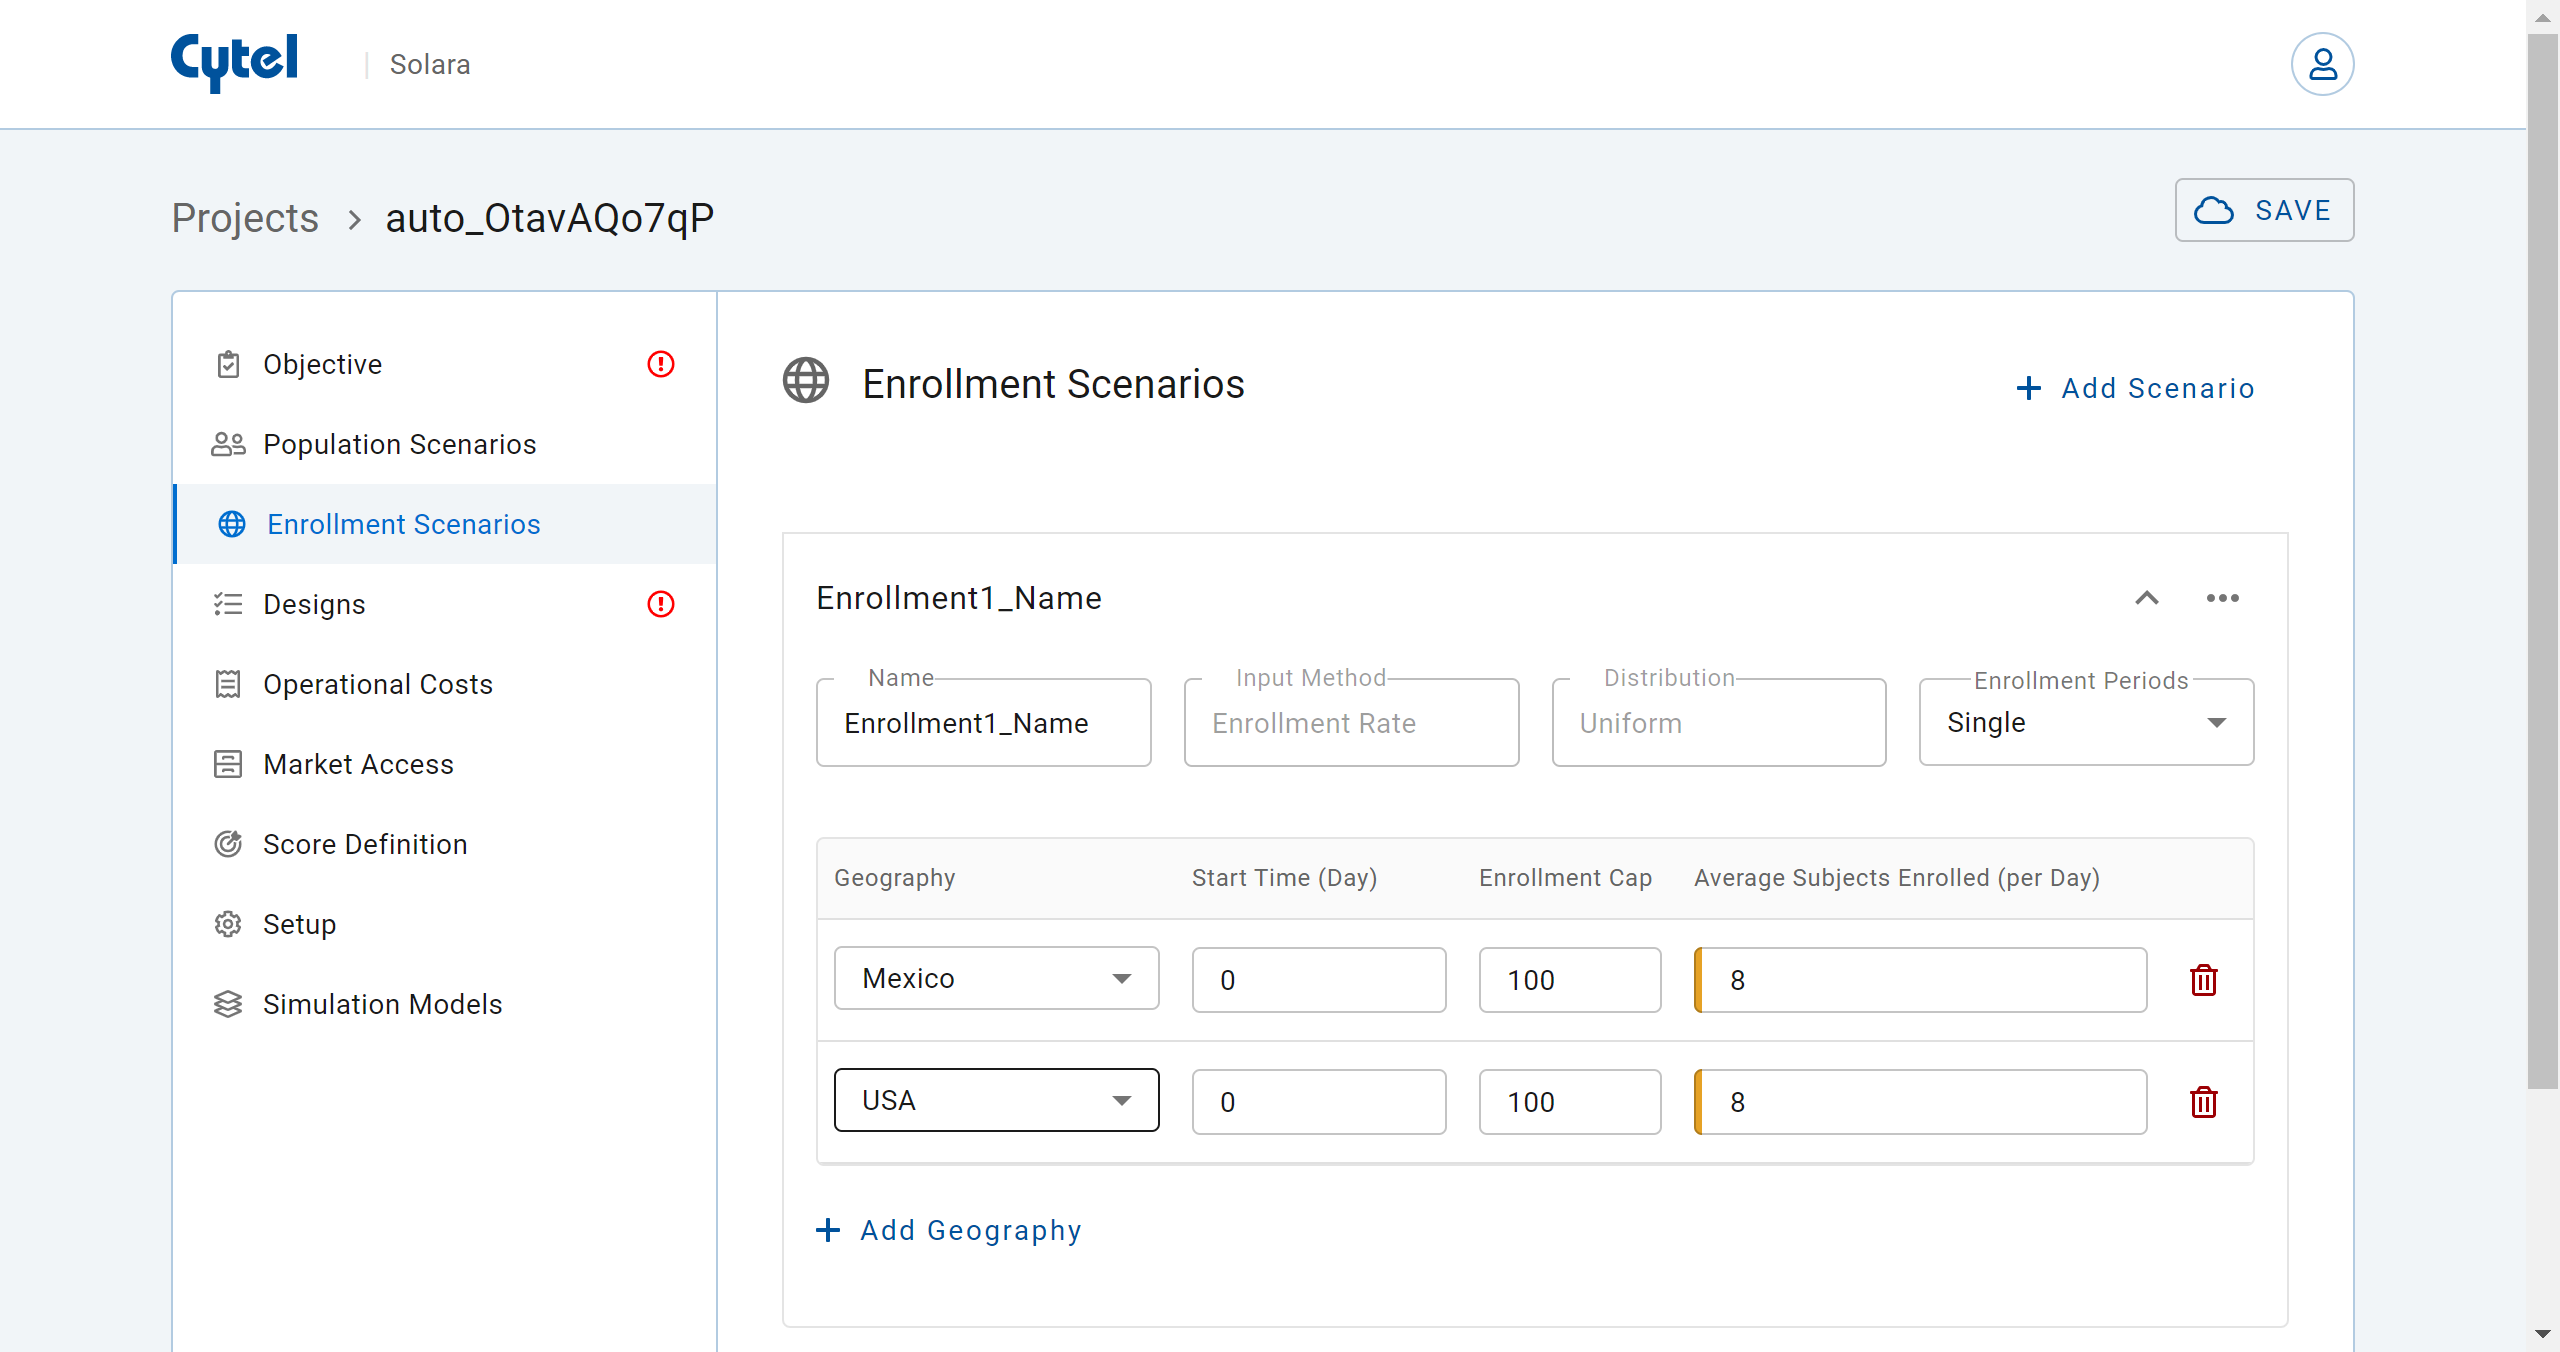 Cytel
Solara
Projects > auto_OtavAQo7qP
SAVE
Objective
Population Scenarios
Enrollment Scenarios
Designs
Operational Costs
Market Access
Score Definition
Setup
Simulation Models
Enrollment Scenarios
+ Add Scenario
Enrollment1_Name
Name
Enrollment1_Name
Input Method
Enrollment Rate
Distribution
Uniform
Enrollment Periods
Single
Geography Start Time (Day) Enrollment Cap Average Subjects Enrolled (per Day)
Mexico 0 100 8
USA 0 100 8
+ Add Geography